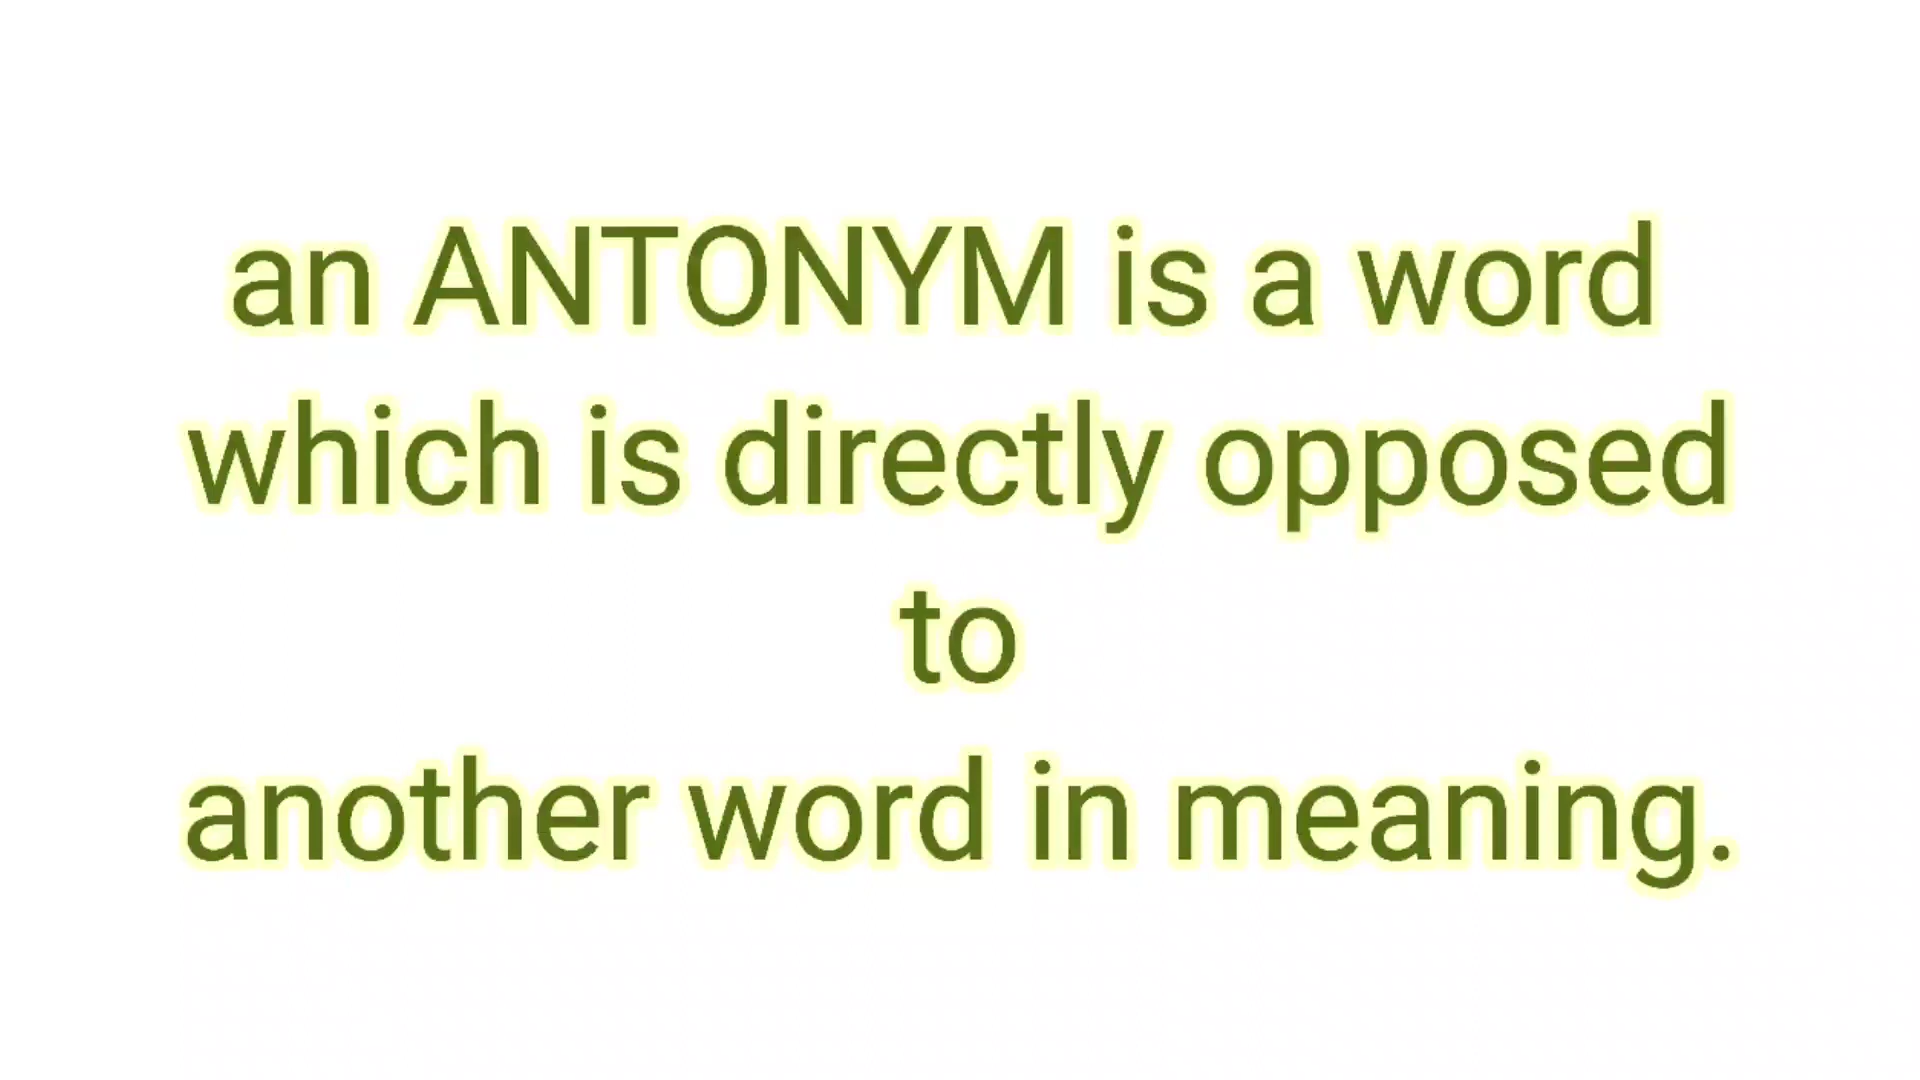 an ANTONYM is a word
which is directly opposed
to
another word in meaning.